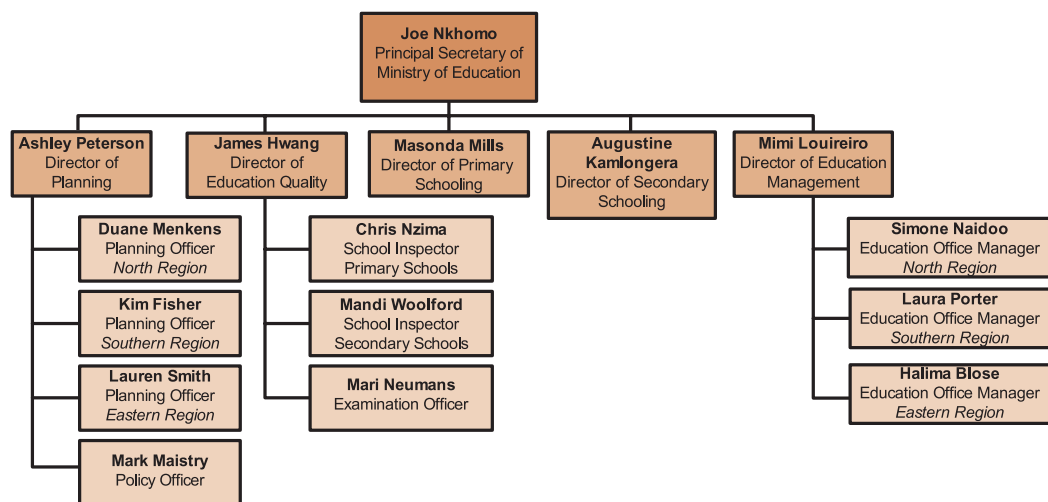 Joe Nkhomo
Principal Secretary of
Ministry of Education
Ashley Peterson
Director of
Planning
James Hwang
Director of
Education Quality
Masonda Mills
Director of Primary
Schooling
Augustine
Kamlongera
Director of Secondary
Schooling
Mimi Louireiro
Director of Education
Management
Duane Menkens
Planning Officer
North Region
Kim Fisher
Planning Officer
Southern Region
Lauren Smith
Planning Officer
Eastern Region
Mark Maistry
Policy Officer
Chris Nzima
School Inspector
Primary Schools
Mandi Woolford
School Inspector
Secondary Schools
Mari Neumans
Examination Officer
Simone Naidoo
Education Office Manager
North Region
Laura Porter
Education Office Manager
Southern Region
Halima Blose
Education Office Manager
Eastern Region